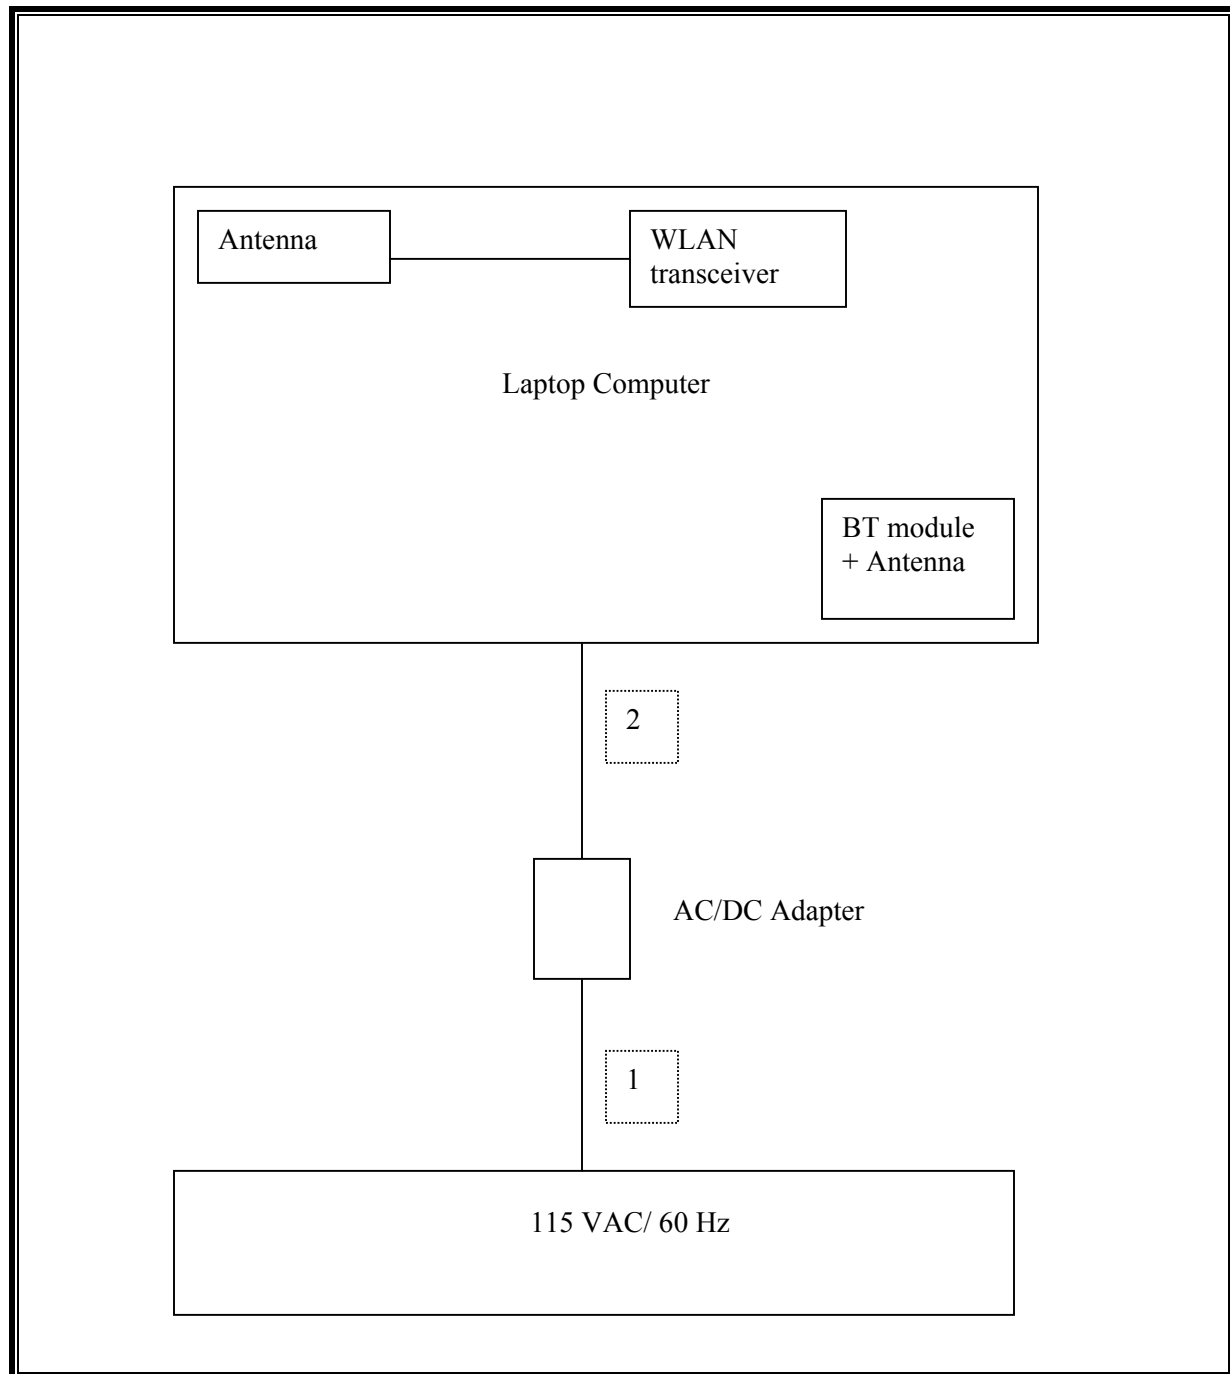 Antenna
WLAN
transceiver
Laptop Computer
BT module
+ Antenna
2
AC/DC Adapter
1
115 VAC/ 60 Hz